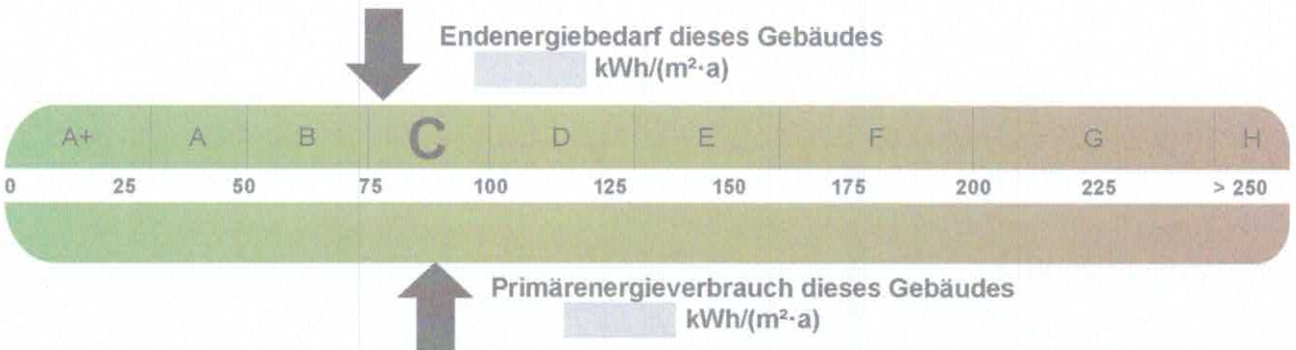 Endenergiebedarf dieses Gebäudes
kWh/(m²·a)
A+ A B C D E F G H
0 25 50 75 100 125 150 175 200 225 > 250
Primärenergieverbrauch dieses Gebäudes
kWh/(m²·a)